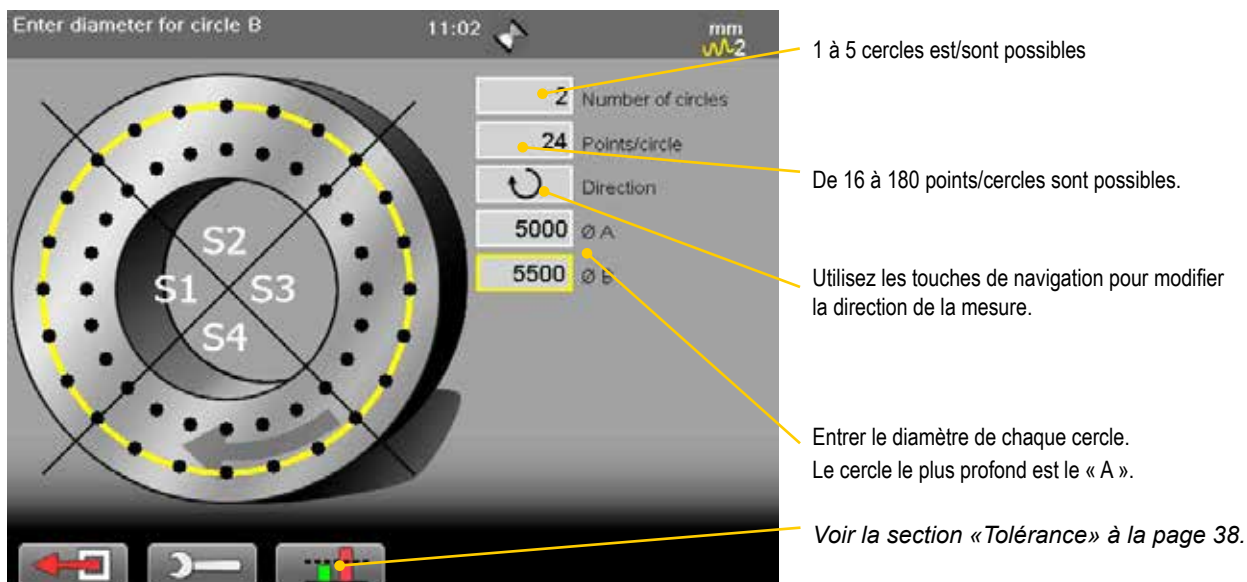 Enter diameter for circle B
11:02
mm
2
2 Number of circles
24 Points/circle
Direction
5000 Ø A
5500 Ø B
S2
S1 S3
S4
1 à 5 cercles est/sont possibles
De 16 à 180 points/cercles sont possibles.
Utilisez les touches de navigation pour modifier
la direction de la mesure.
Entrer le diamètre de chaque cercle.
Le cercle le plus profond est le « A ».
Voir la section «Tolérance» à la page 38.